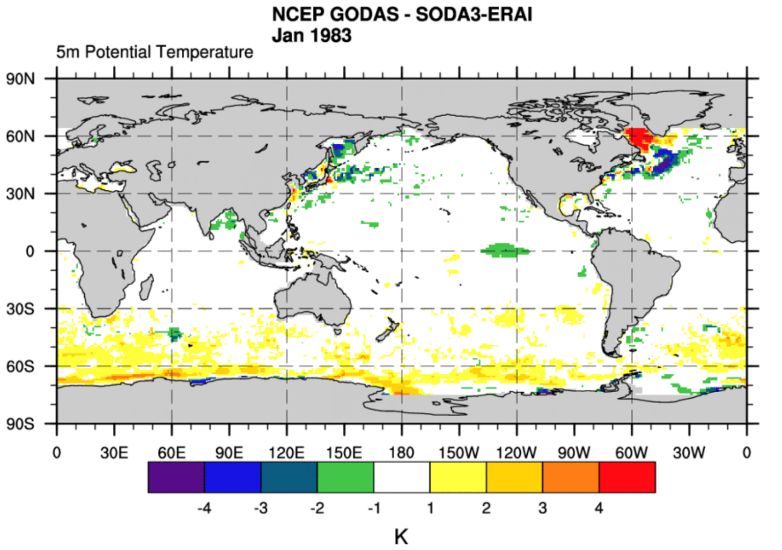 NCEP GODAS - SODA3-ERAI
Jan 1983
5m Potential Temperature
90N
60N
30N
0
30S
60S
90S
0 30E 60E 90E 120E 150E 180 150W 120W 90W 60W 30W 0
-4 -3 -2 -1 1 2 3 4
K